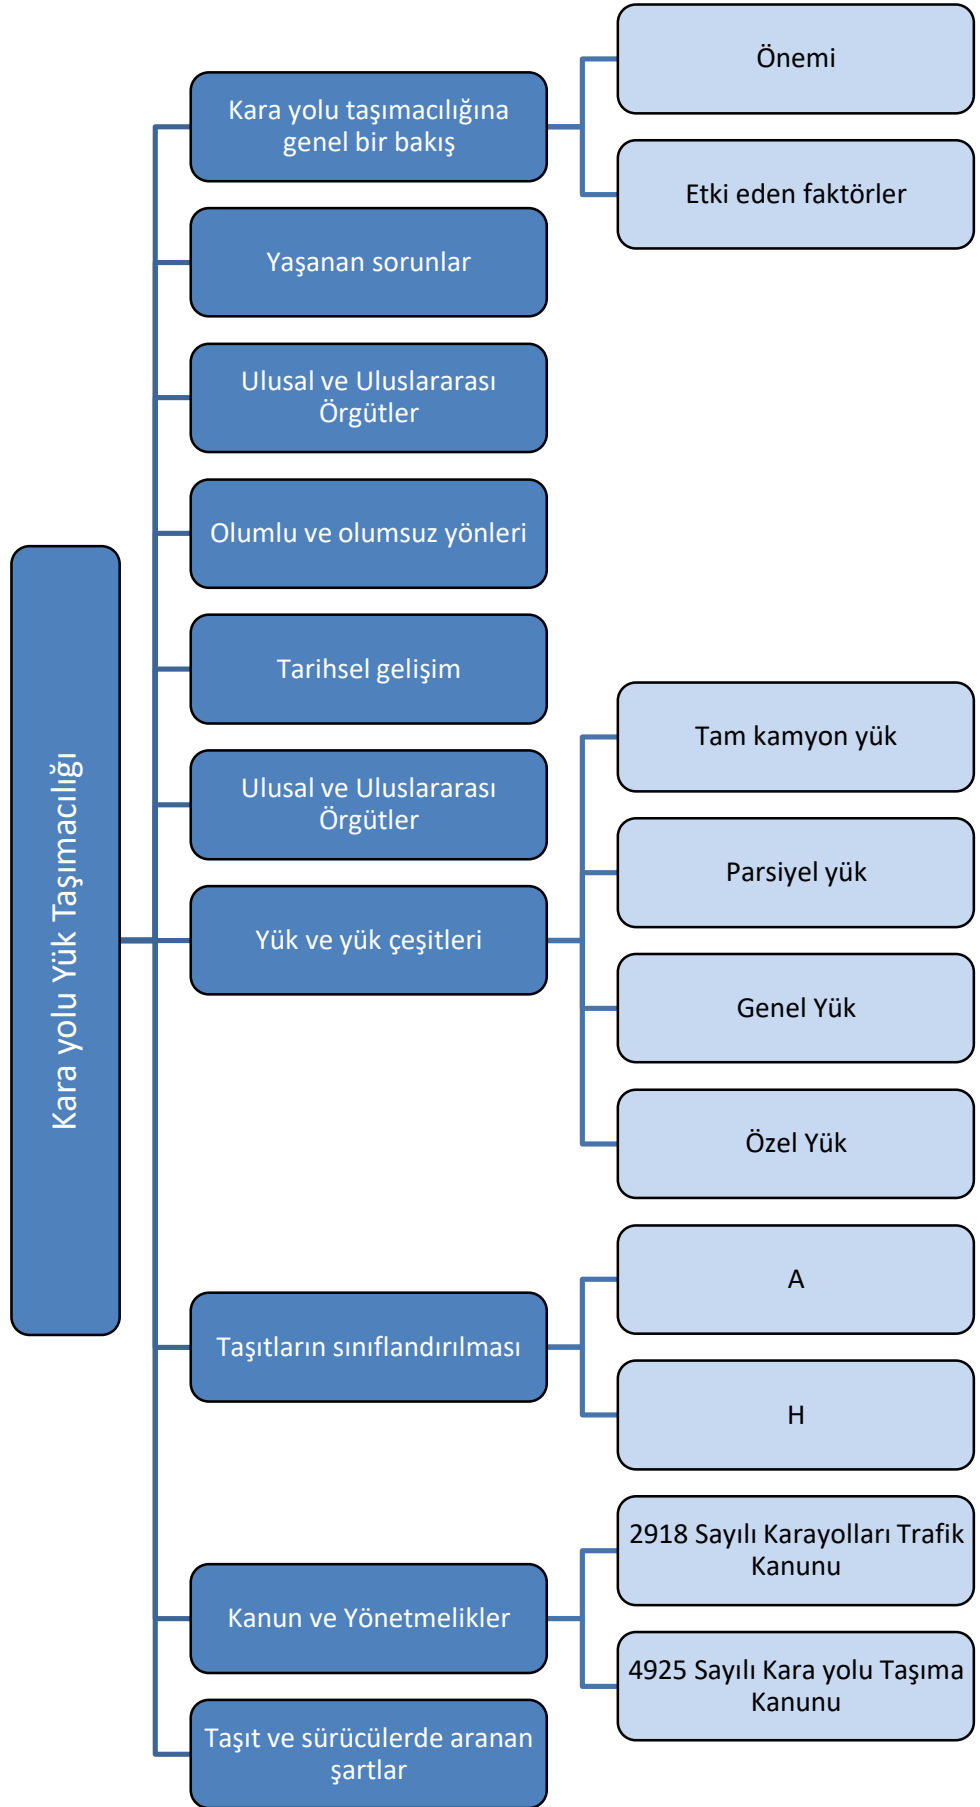 Kara yolu Yük Taşımacılığı
Kara yolu taşımacılığına
genel bir bakış
Önemi
Etki eden faktörler
Yaşanan sorunlar
Ulusal ve Uluslararası
Örgütler
Olumlu ve olumsuz yönleri
Tarihsel gelişim
Ulusal ve Uluslararası
Örgütler
Yük ve yük çeşitleri
Tam kamyon yük
Parsiyel yük
Genel Yük
Özel Yük
Taşıtların sınıflandırılması
A
H
Kanun ve Yönetmelikler
2918 Sayılı Karayolları Trafik
Kanunu
4925 Sayılı Kara yolu Taşıma
Kanunu
Taşıt ve sürücülerde aranan
şartlar